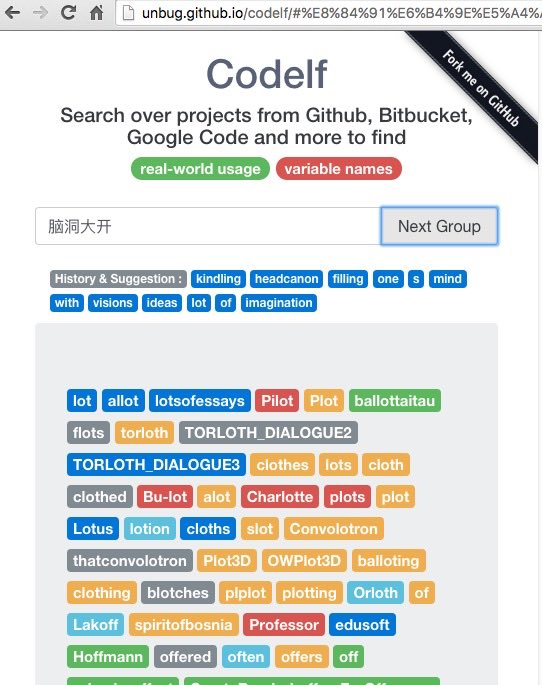 unbug.github.io/codelf/#%E8%84%91%E6%B4%9E%E5%A4%
Fork me on GitHub
Codelf
Search over projects from Github, Bitbucket,
Google Code and more to find
real-world usage variable names
脑洞大开 Next Group
History & Suggestion : kindling headcanon filling one s mind
with visions ideas lot of imagination
lot allot lotsofessays Pilot Plot ballottaitau
flots torloth TORLOTH_DIALOGUE2
TORLOTH_DIALOGUE3 clothes lots cloth
clothed Bu-lot alot Charlotte plots plot
Lotus lotion cloths slot Convolotron
thatconvolotron Plot3D OWPlot3D balloting
clothing blotches plplot plotting Orloth of
Lakoff spiritofbosnia Professor edusoft
Hoffmann offered often offers off